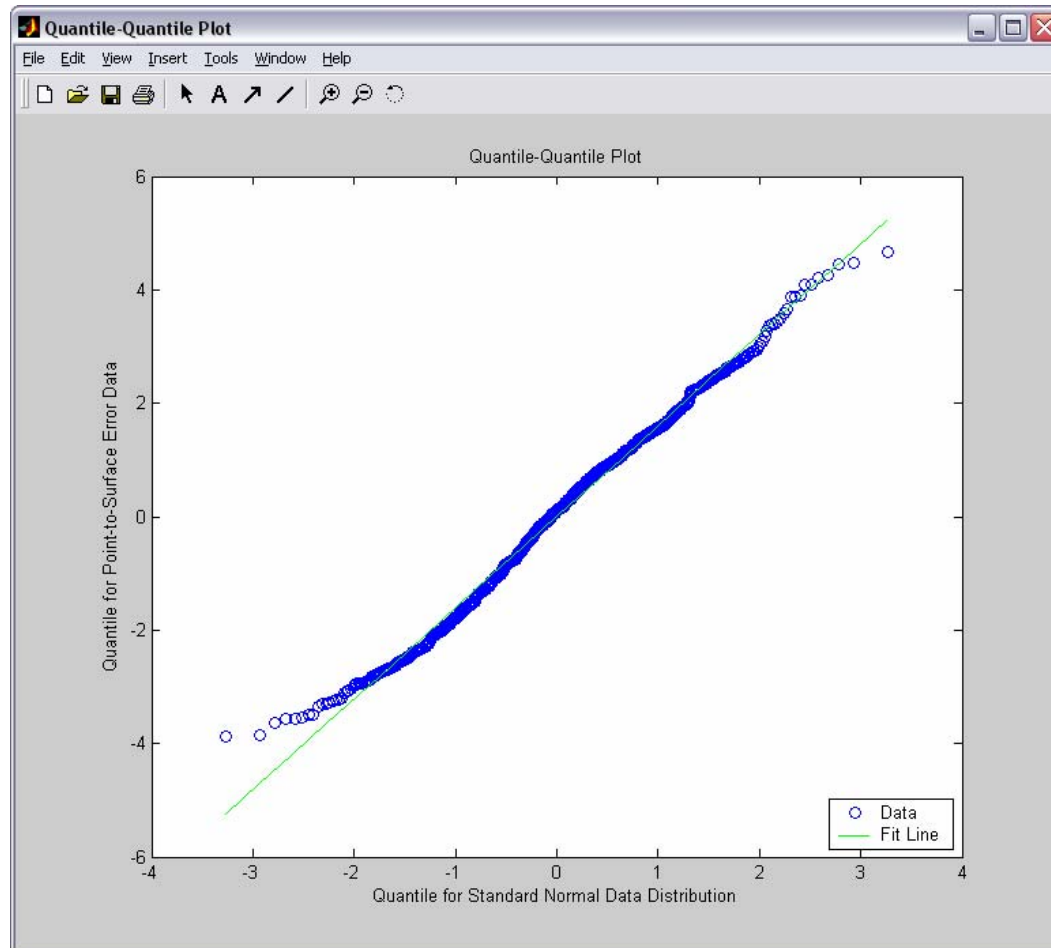 Quantile-Quantile Plot
File Edit View Insert Tools Window Help
A
Quantile-Quantile Plot
6
4
2
0
-2
-4
-6
Quantile for Point-to-Surface Error Data
-4 -3 -2 -1 0 1 2 3 4
Quantile for Standard Normal Data Distribution
Data
Fit Line